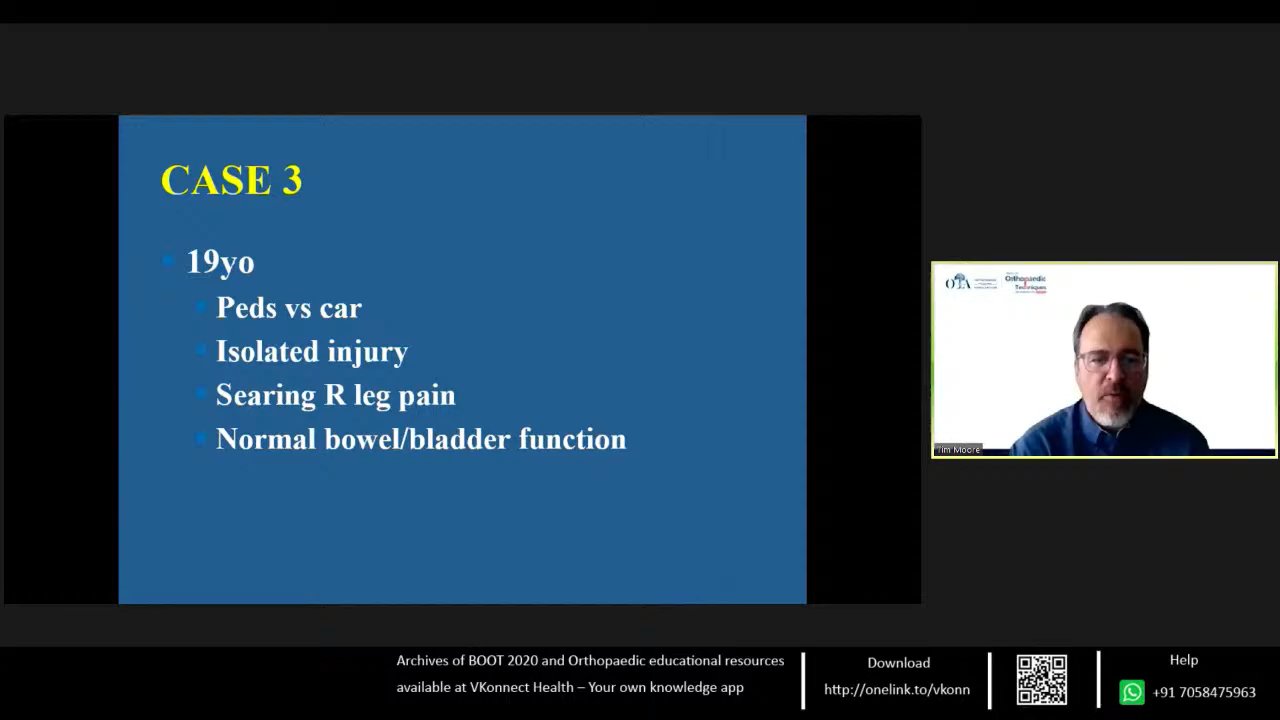 CASE 3
19yo
Peds vs car
Isolated injury
Searing R leg pain
Normal bowel/bladder function
OTA
Orthopaedic
Techniques
Tim Moore
Archives of BOOT 2020 and Orthopaedic educational resources
available at VKonnect Health – Your own knowledge app
Download
http://onelink.to/vkonn
Help
+91 7058475963